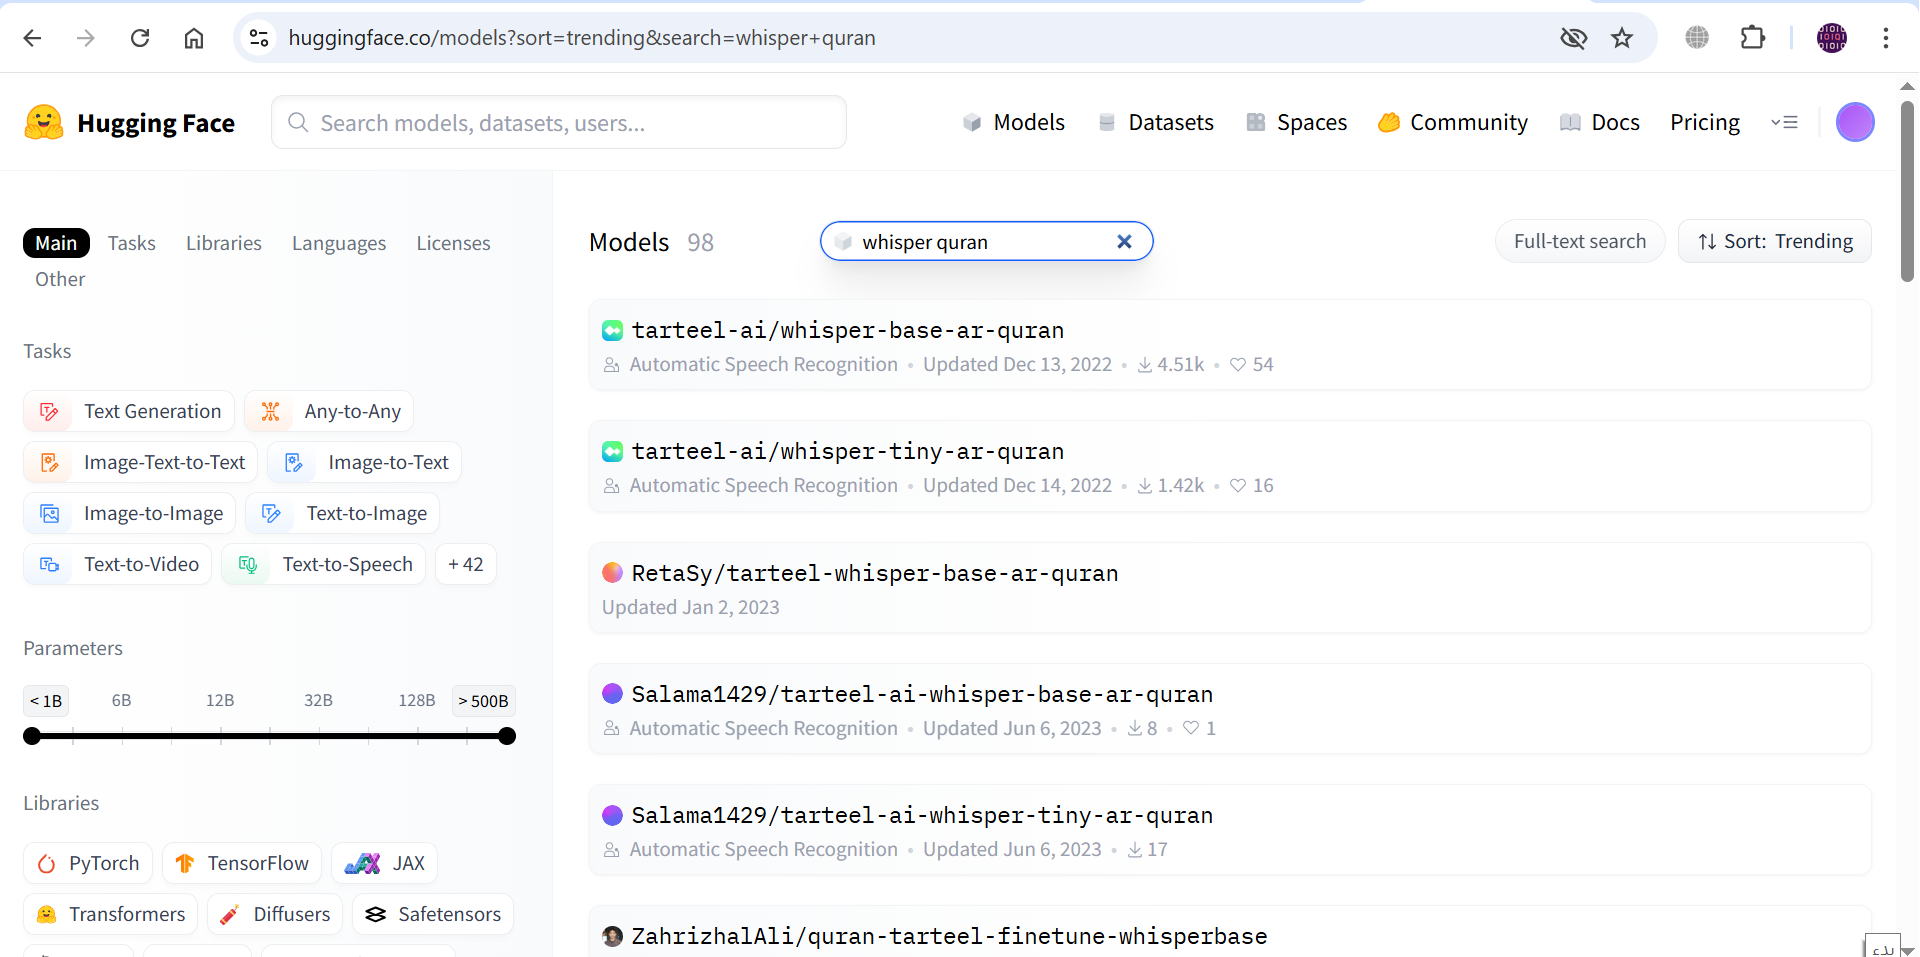 huggingface.co/models?sort=trending&search=whisper+quran
Hugging Face
Search models, datasets, users...
Models
Datasets
Spaces
Community
Docs
Pricing
Main
Tasks
Libraries
Languages
Licenses
Other
Tasks
Text Generation
Any-to-Any
Image-Text-to-Text
Image-to-Text
Image-to-Image
Text-to-Image
Text-to-Video
Text-to-Speech
+ 42
Parameters
< 1B
6B
12B
32B
128B
> 500B
Libraries
PyTorch
TensorFlow
JAX
Transformers
Diffusers
Safetensors
Models 98
whisper quran
Full-text search
Sort: Trending
tarteel-ai/whisper-base-ar-quran
Automatic Speech Recognition • Updated Dec 13, 2022 • 4.51k • 54
tarteel-ai/whisper-tiny-ar-quran
Automatic Speech Recognition • Updated Dec 14, 2022 • 1.42k • 16
RetaSy/tarteel-whisper-base-ar-quran
Updated Jan 2, 2023
Salama1429/tarteel-ai-whisper-base-ar-quran
Automatic Speech Recognition • Updated Jun 6, 2023 • 8 • 1
Salama1429/tarteel-ai-whisper-tiny-ar-quran
Automatic Speech Recognition • Updated Jun 6, 2023 • 17
ZahrizhalAli/quran-tarteel-finetune-whisperbase